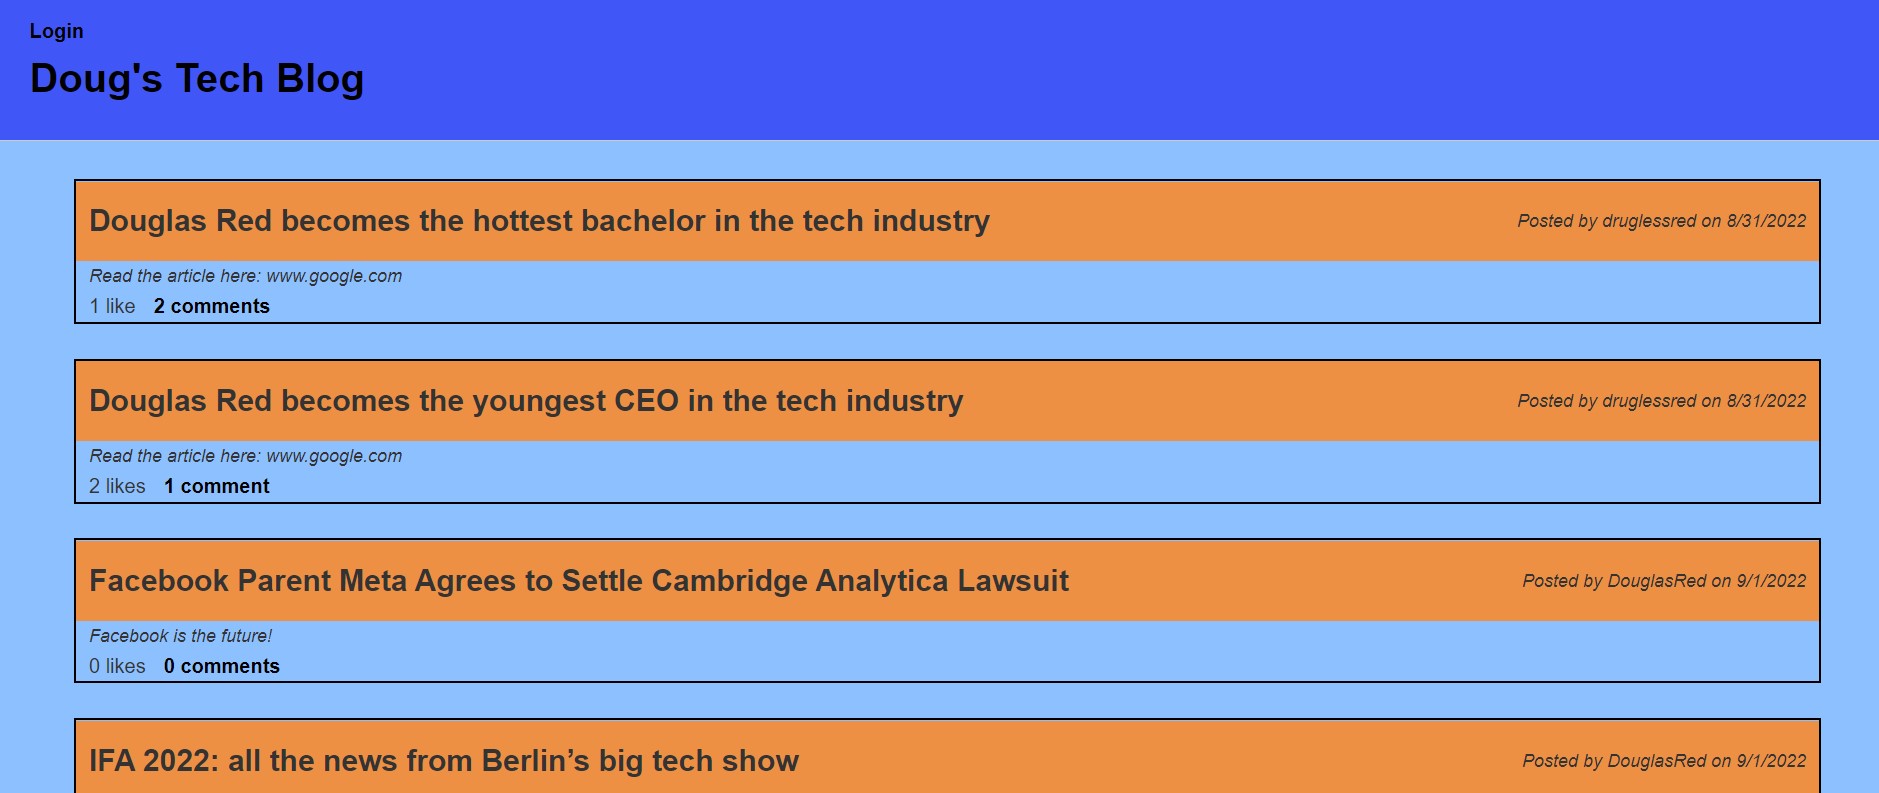 Login
Doug's Tech Blog
Douglas Red becomes the hottest bachelor in the tech industry
Posted by druglessred on 8/31/2022
Read the article here: www.google.com
1 like 2 comments
Douglas Red becomes the youngest CEO in the tech industry
Posted by druglessred on 8/31/2022
Read the article here: www.google.com
2 likes 1 comment
Facebook Parent Meta Agrees to Settle Cambridge Analytica Lawsuit
Posted by DouglasRed on 9/1/2022
Facebook is the future!
0 likes 0 comments
IFA 2022: all the news from Berlin’s big tech show
Posted by DouglasRed on 9/1/2022